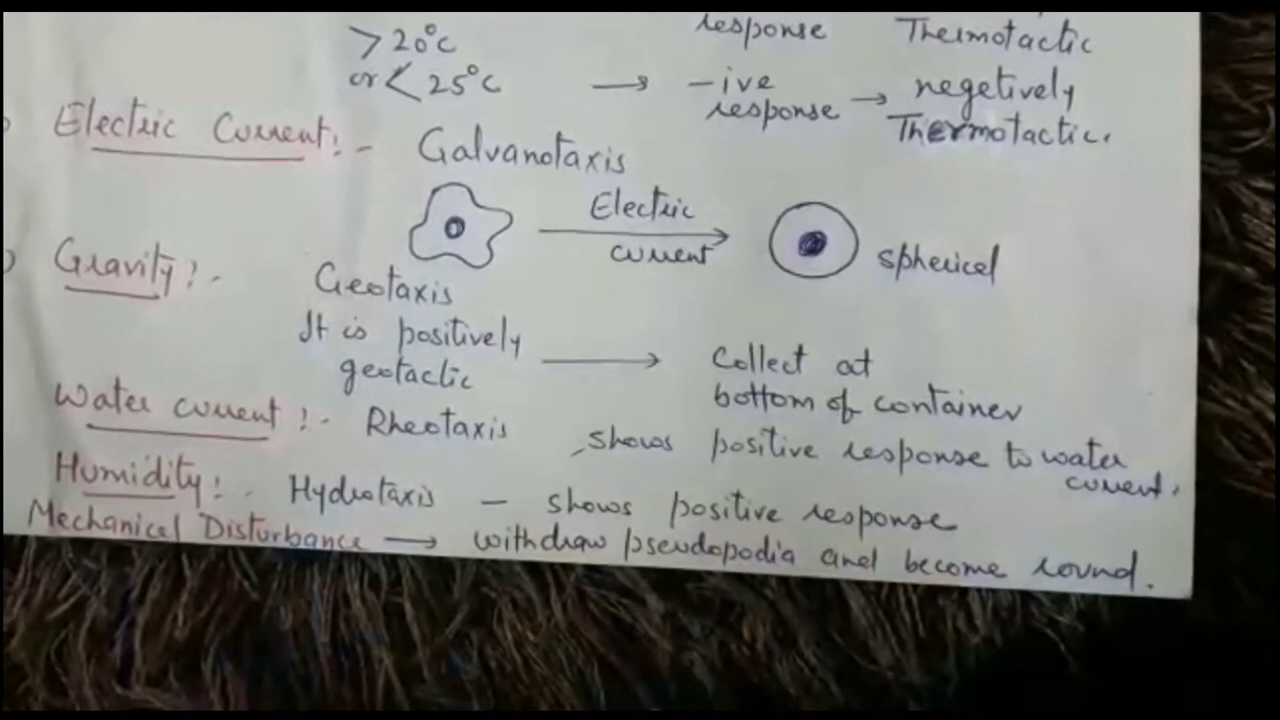 response Thermotactic
> 20°c
or < 25°c → -ive response → negetively Thermotactic.
Electric Current :- Galvanotaxis
Electric current
spherical
Gravity :- Geotaxis
It is positively geotactic → Collect at bottom of container
Water current :- Rheotaxis , shows positive response to water current.
Humidity :- Hydrotaxis - shows positive response
Mechanical Disturbance → withdraw pseudopodia and become round.